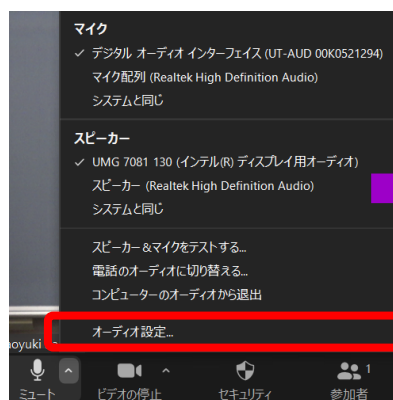 マイク
✓ デジタル オーディオ インターフェイス (UT-AUD 00K0521294)
マイク配列 (Realtek High Definition Audio)
システムと同じ
スピーカー
✓ UMG 7081 130 (インテル(R) ディスプレイ用オーディオ)
スピーカー (Realtek High Definition Audio)
システムと同じ
スピーカー&マイクをテストする...
電話のオーディオに切り替える...
コンピューターのオーディオから退出
オーディオ設定...
aoyuki
1
ミュート ビデオの停止 セキュリティ 参加者